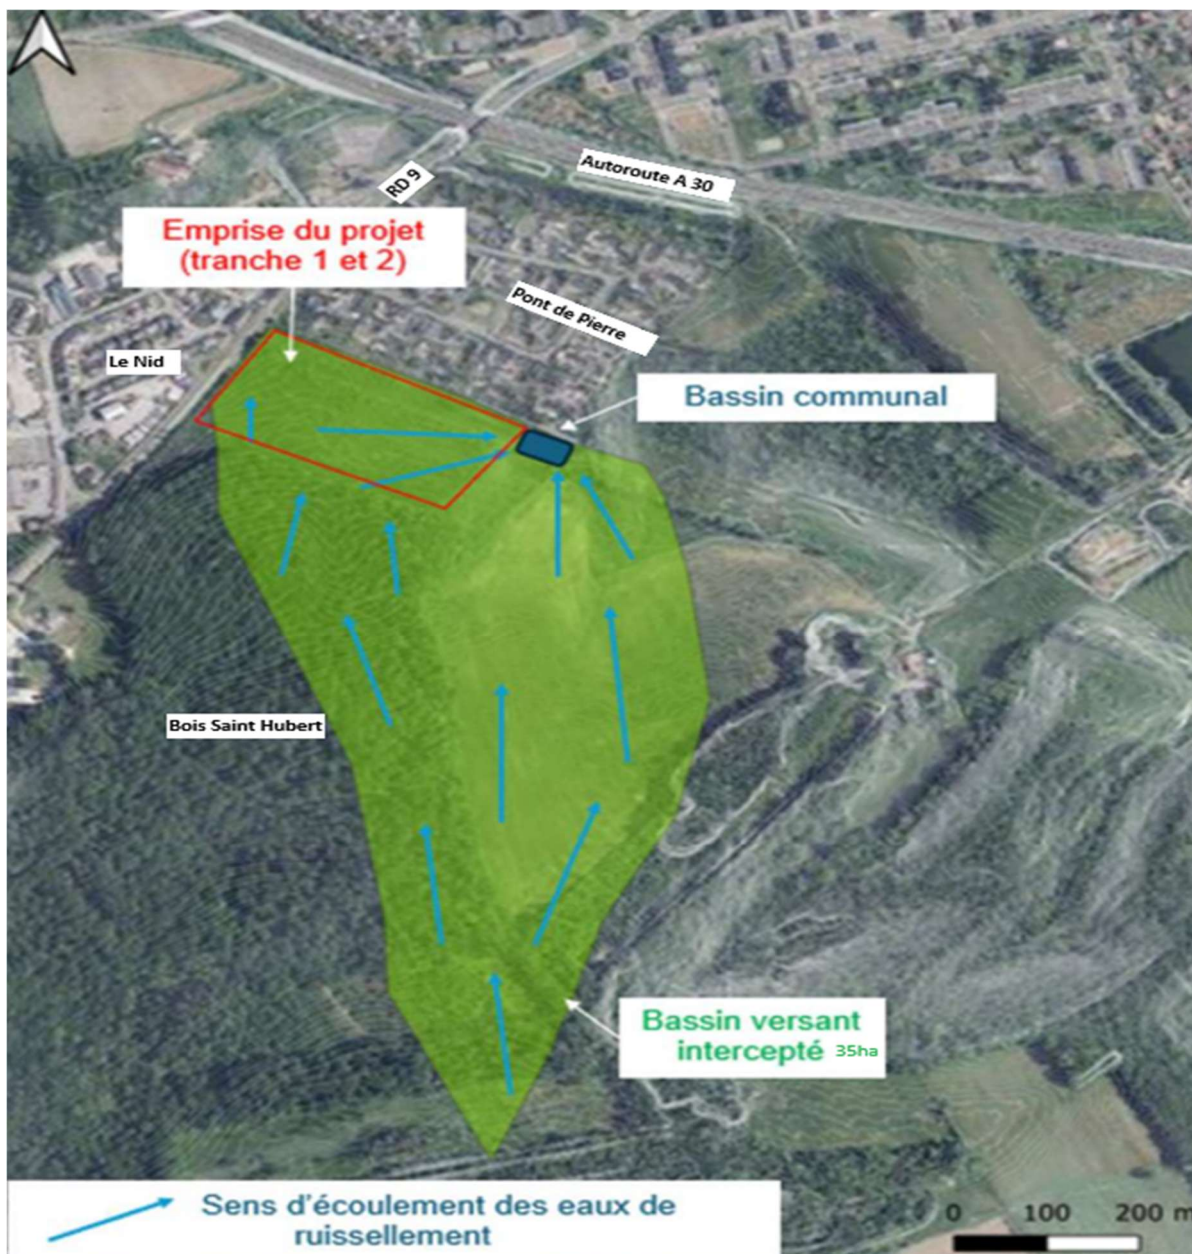 RD 9
Autoroute A 30
Emprise du projet
(tranche 1 et 2)
Pont de Pierre
Le Nid
Bassin communal
Bois Saint Hubert
Bassin versant
intercepté 35ha
Sens d'écoulement des eaux de
ruissellement
0 100 200 m